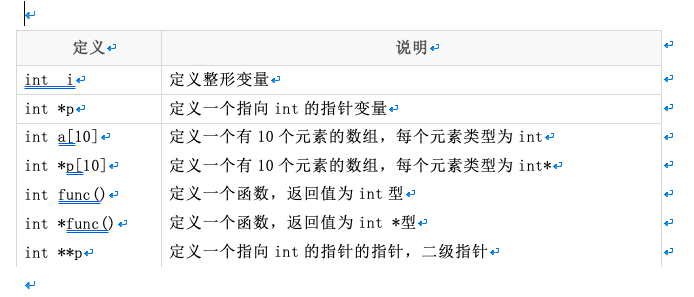 定义 说明
int i 定义整形变量
int *p 定义一个指向 int 的指针变量
int a[10] 定义一个有 10 个元素的数组，每个元素类型为 int
int *p[10] 定义一个有 10 个元素的数组，每个元素类型为 int*
int func() 定义一个函数，返回值为 int 型
int *func() 定义一个函数，返回值为 int *型
int **p 定义一个指向 int 的指针的指针，二级指针